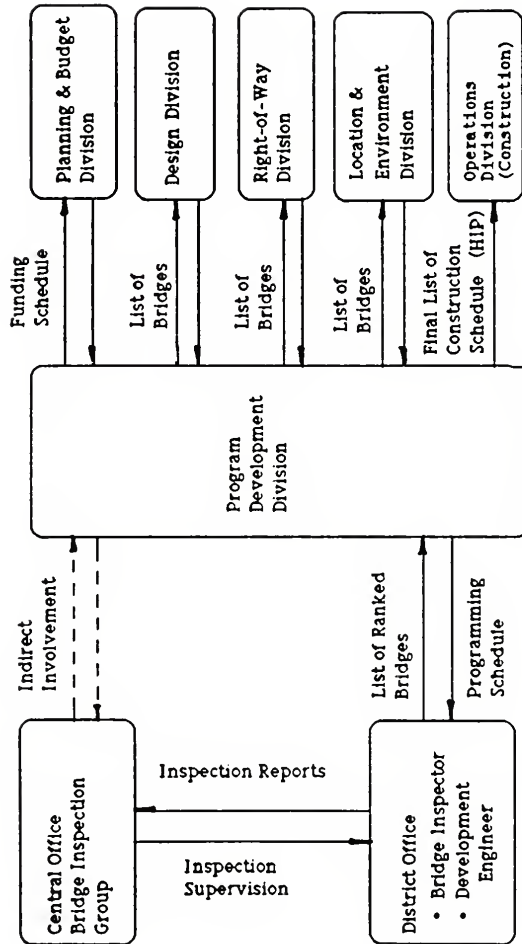 Central Office
Bridge Inspection
Group
Indirect
Involvement
Inspection Reports
Inspection
Supervision
District Office
• Bridge Inspector
• Development
Engineer
List of Ranked
Bridges
Programming
Schedule
Program
Development
Division
Funding
Schedule
Planning & Budget
Division
List of
Bridges
Design Division
List of
Bridges
Right-of-Way
Division
List of
Bridges
Location &
Environment
Division
Final List of
Construction
Schedule (HIP)
Operations
Division
(Construction)